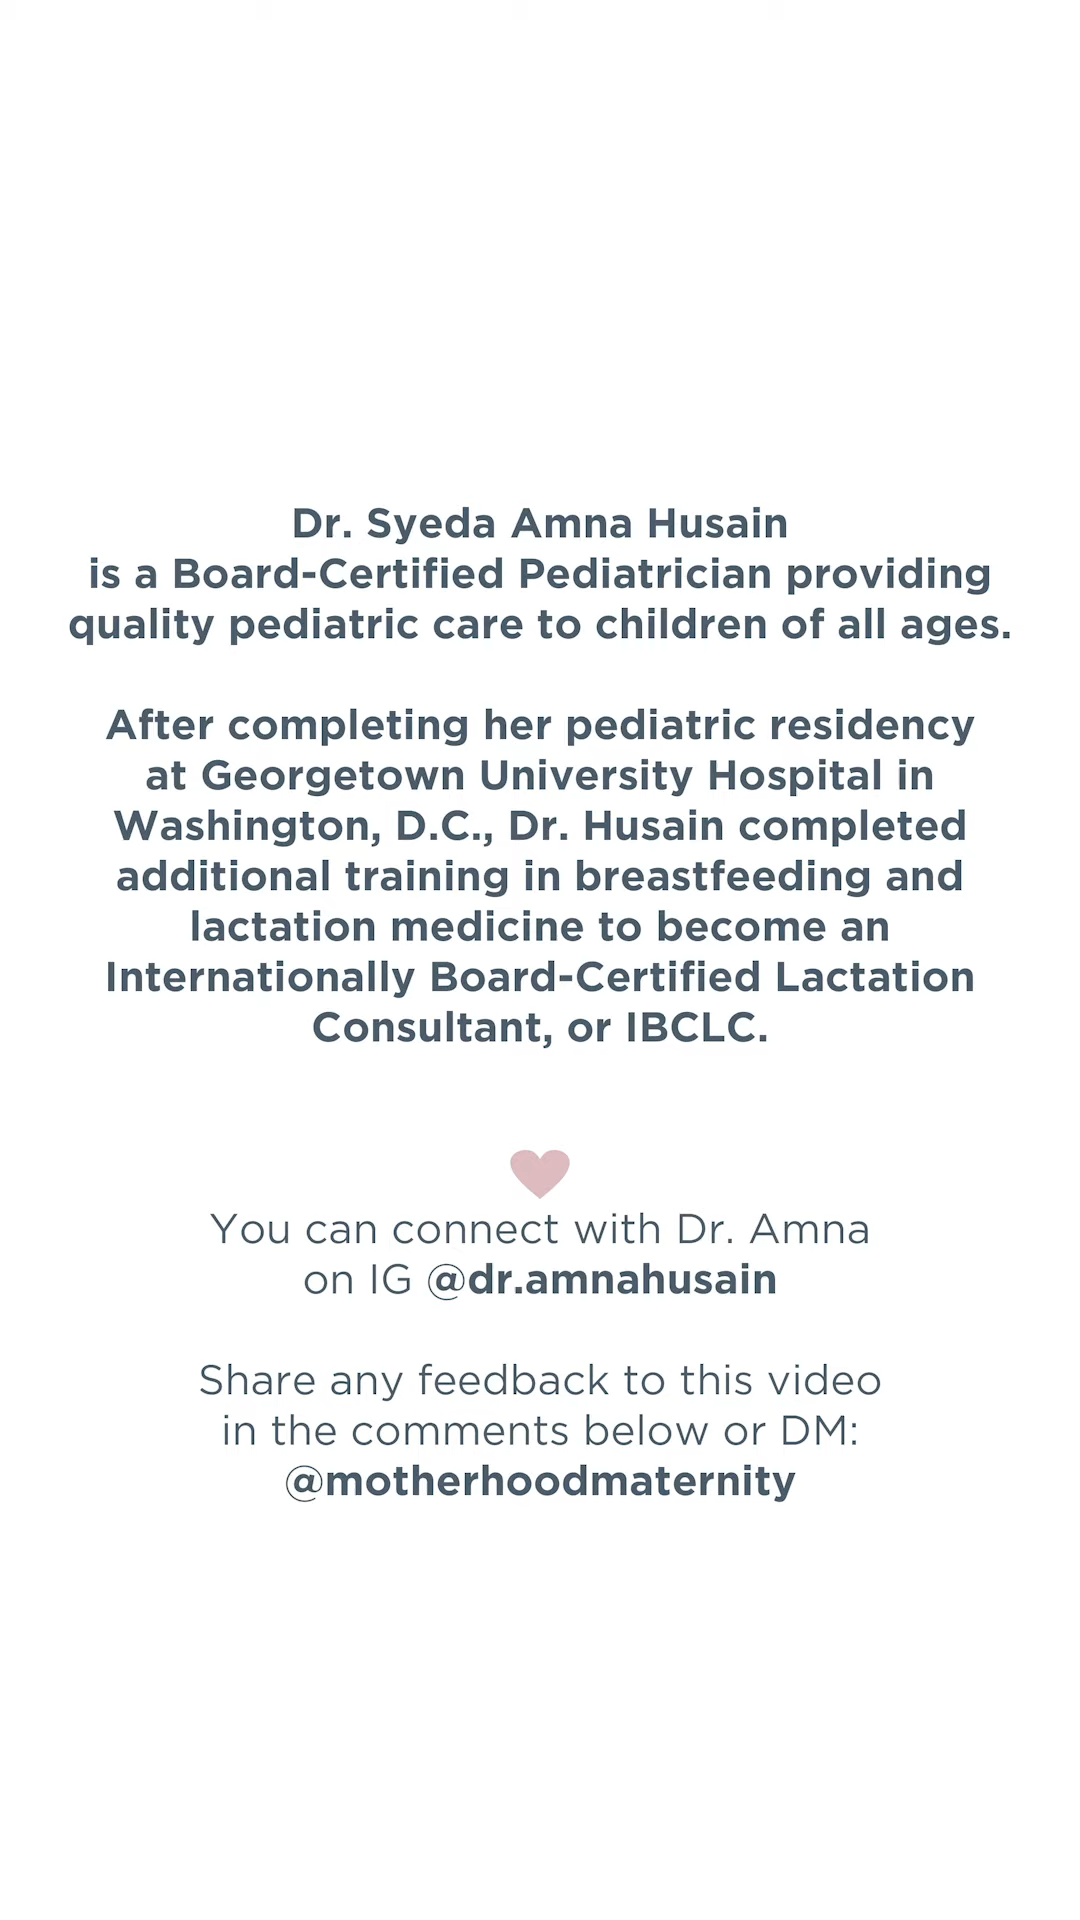 Dr. Syeda Amna Husain
is a Board-Certified Pediatrician providing
quality pediatric care to children of all ages.
After completing her pediatric residency
at Georgetown University Hospital in
Washington, D.C., Dr. Husain completed
additional training in breastfeeding and
lactation medicine to become an
Internationally Board-Certified Lactation
Consultant, or IBCLC.
You can connect with Dr. Amna
on IG @dr.amnahusain
Share any feedback to this video
in the comments below or DM:
@motherhoodmaternity